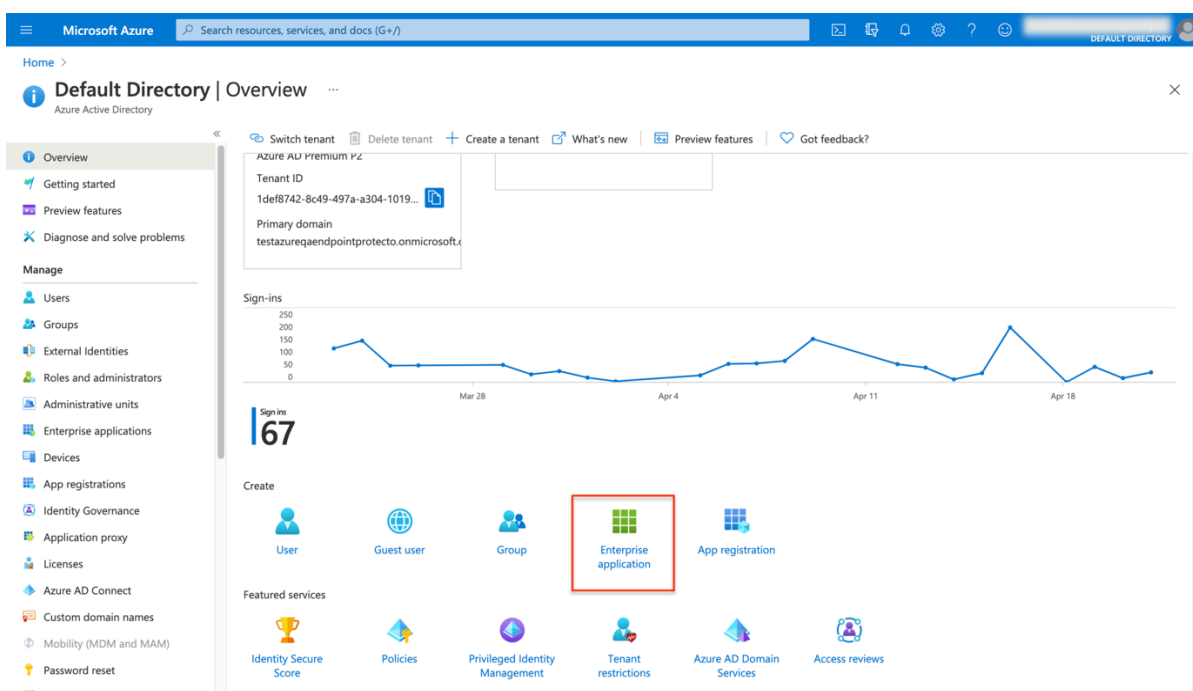 Microsoft Azure
Search resources, services, and docs (G+/)
DEFAULT DIRECTORY
Home >
Default Directory | Overview ...
Azure Active Directory
«
Switch tenant
Delete tenant
Create a tenant
What's new
Preview features
Got feedback?
Overview
Getting started
Preview features
Diagnose and solve problems
Manage
Users
Groups
External Identities
Roles and administrators
Administrative units
Enterprise applications
Devices
App registrations
Identity Governance
Application proxy
Licenses
Azure AD Connect
Custom domain names
Mobility (MDM and MAM)
Password reset
Azure AD Premium P2
Tenant ID
1def8742-8c49-497a-a304-1019...
Primary domain
testazureqaendpointprotecto.onmicrosoft.c
Sign-ins
250
200
150
100
50
0
Mar 28
Apr 4
Apr 11
Apr 18
Sign ins
67
Create
User
Guest user
Group
Enterprise
application
App registration
Featured services
Identity Secure
Score
Policies
Privileged Identity
Management
Tenant
restrictions
Azure AD Domain
Services
Access reviews